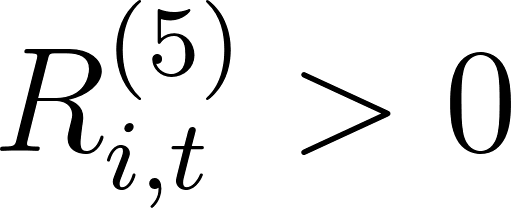 $R_{i,t}^{(5)} > 0$